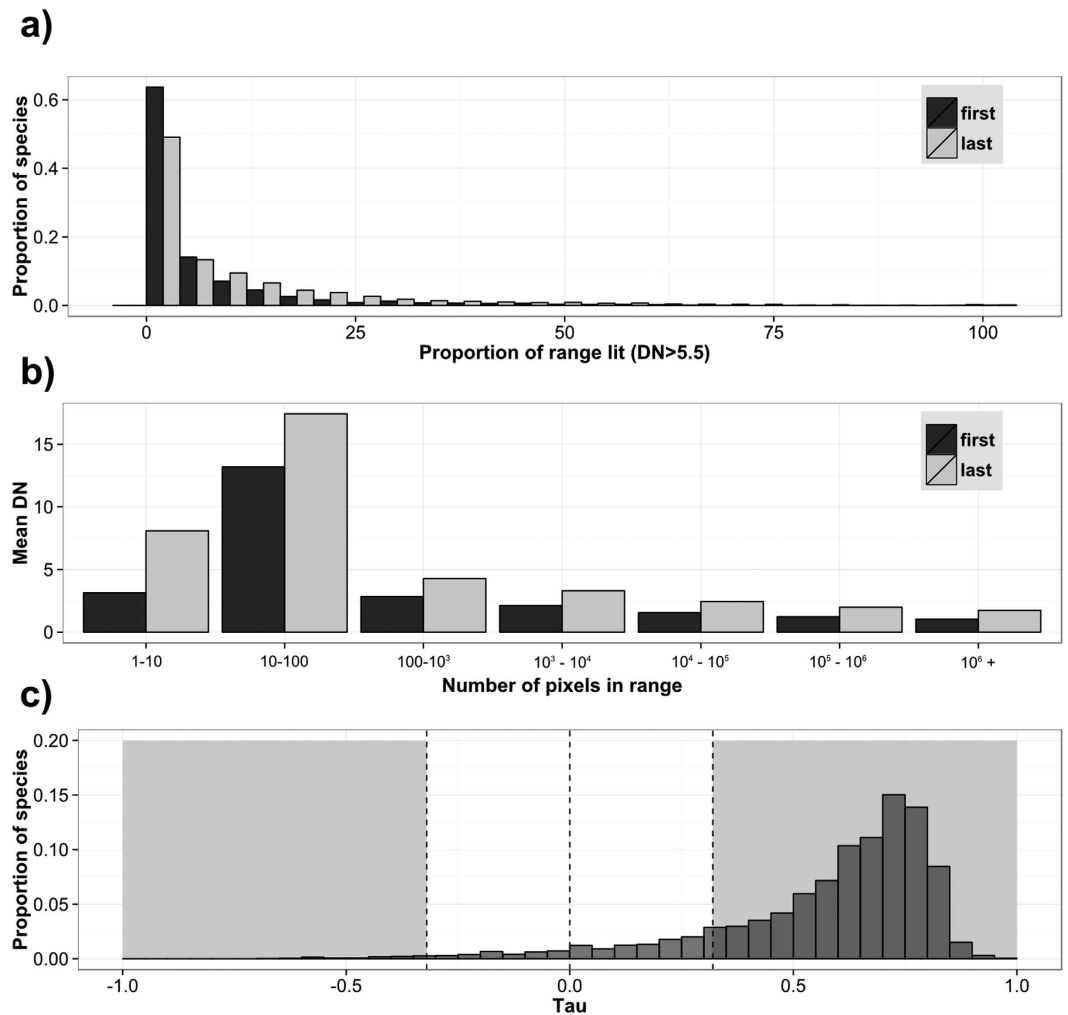 a)
Proportion of species
0.6
0.4
0.2
0.0
first
last
0 25 50 75 100
Proportion of range lit (DN>5.5)
b)
Mean DN
15
10
5
0
first
last
1-10 10-100 100-10³ 10³ - 10⁴ 10⁴ - 10⁵ 10⁵ - 10⁶ 10⁶ +
Number of pixels in range
c)
Proportion of species
0.20
0.15
0.10
0.05
0.00
-1.0 -0.5 0.0 0.5 1.0
Tau